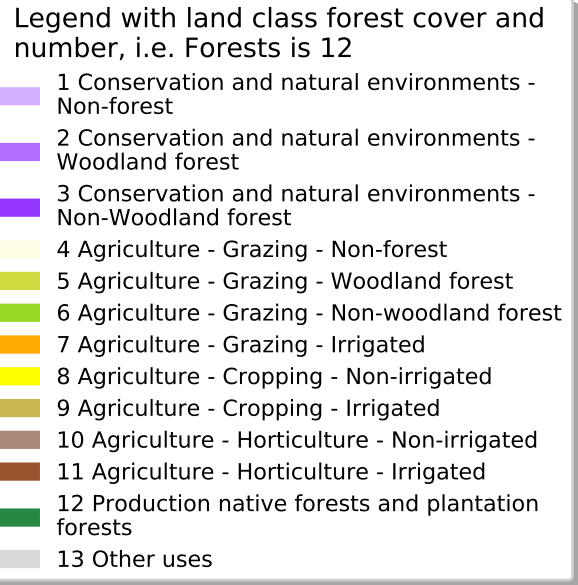 Legend with land class forest cover and
number, i.e. Forests is 12
1 Conservation and natural environments -
Non-forest
2 Conservation and natural environments -
Woodland forest
3 Conservation and natural environments -
Non-Woodland forest
4 Agriculture - Grazing - Non-forest
5 Agriculture - Grazing - Woodland forest
6 Agriculture - Grazing - Non-woodland forest
7 Agriculture - Grazing - Irrigated
8 Agriculture - Cropping - Non-irrigated
9 Agriculture - Cropping - Irrigated
10 Agriculture - Horticulture - Non-irrigated
11 Agriculture - Horticulture - Irrigated
12 Production native forests and plantation
forests
13 Other uses